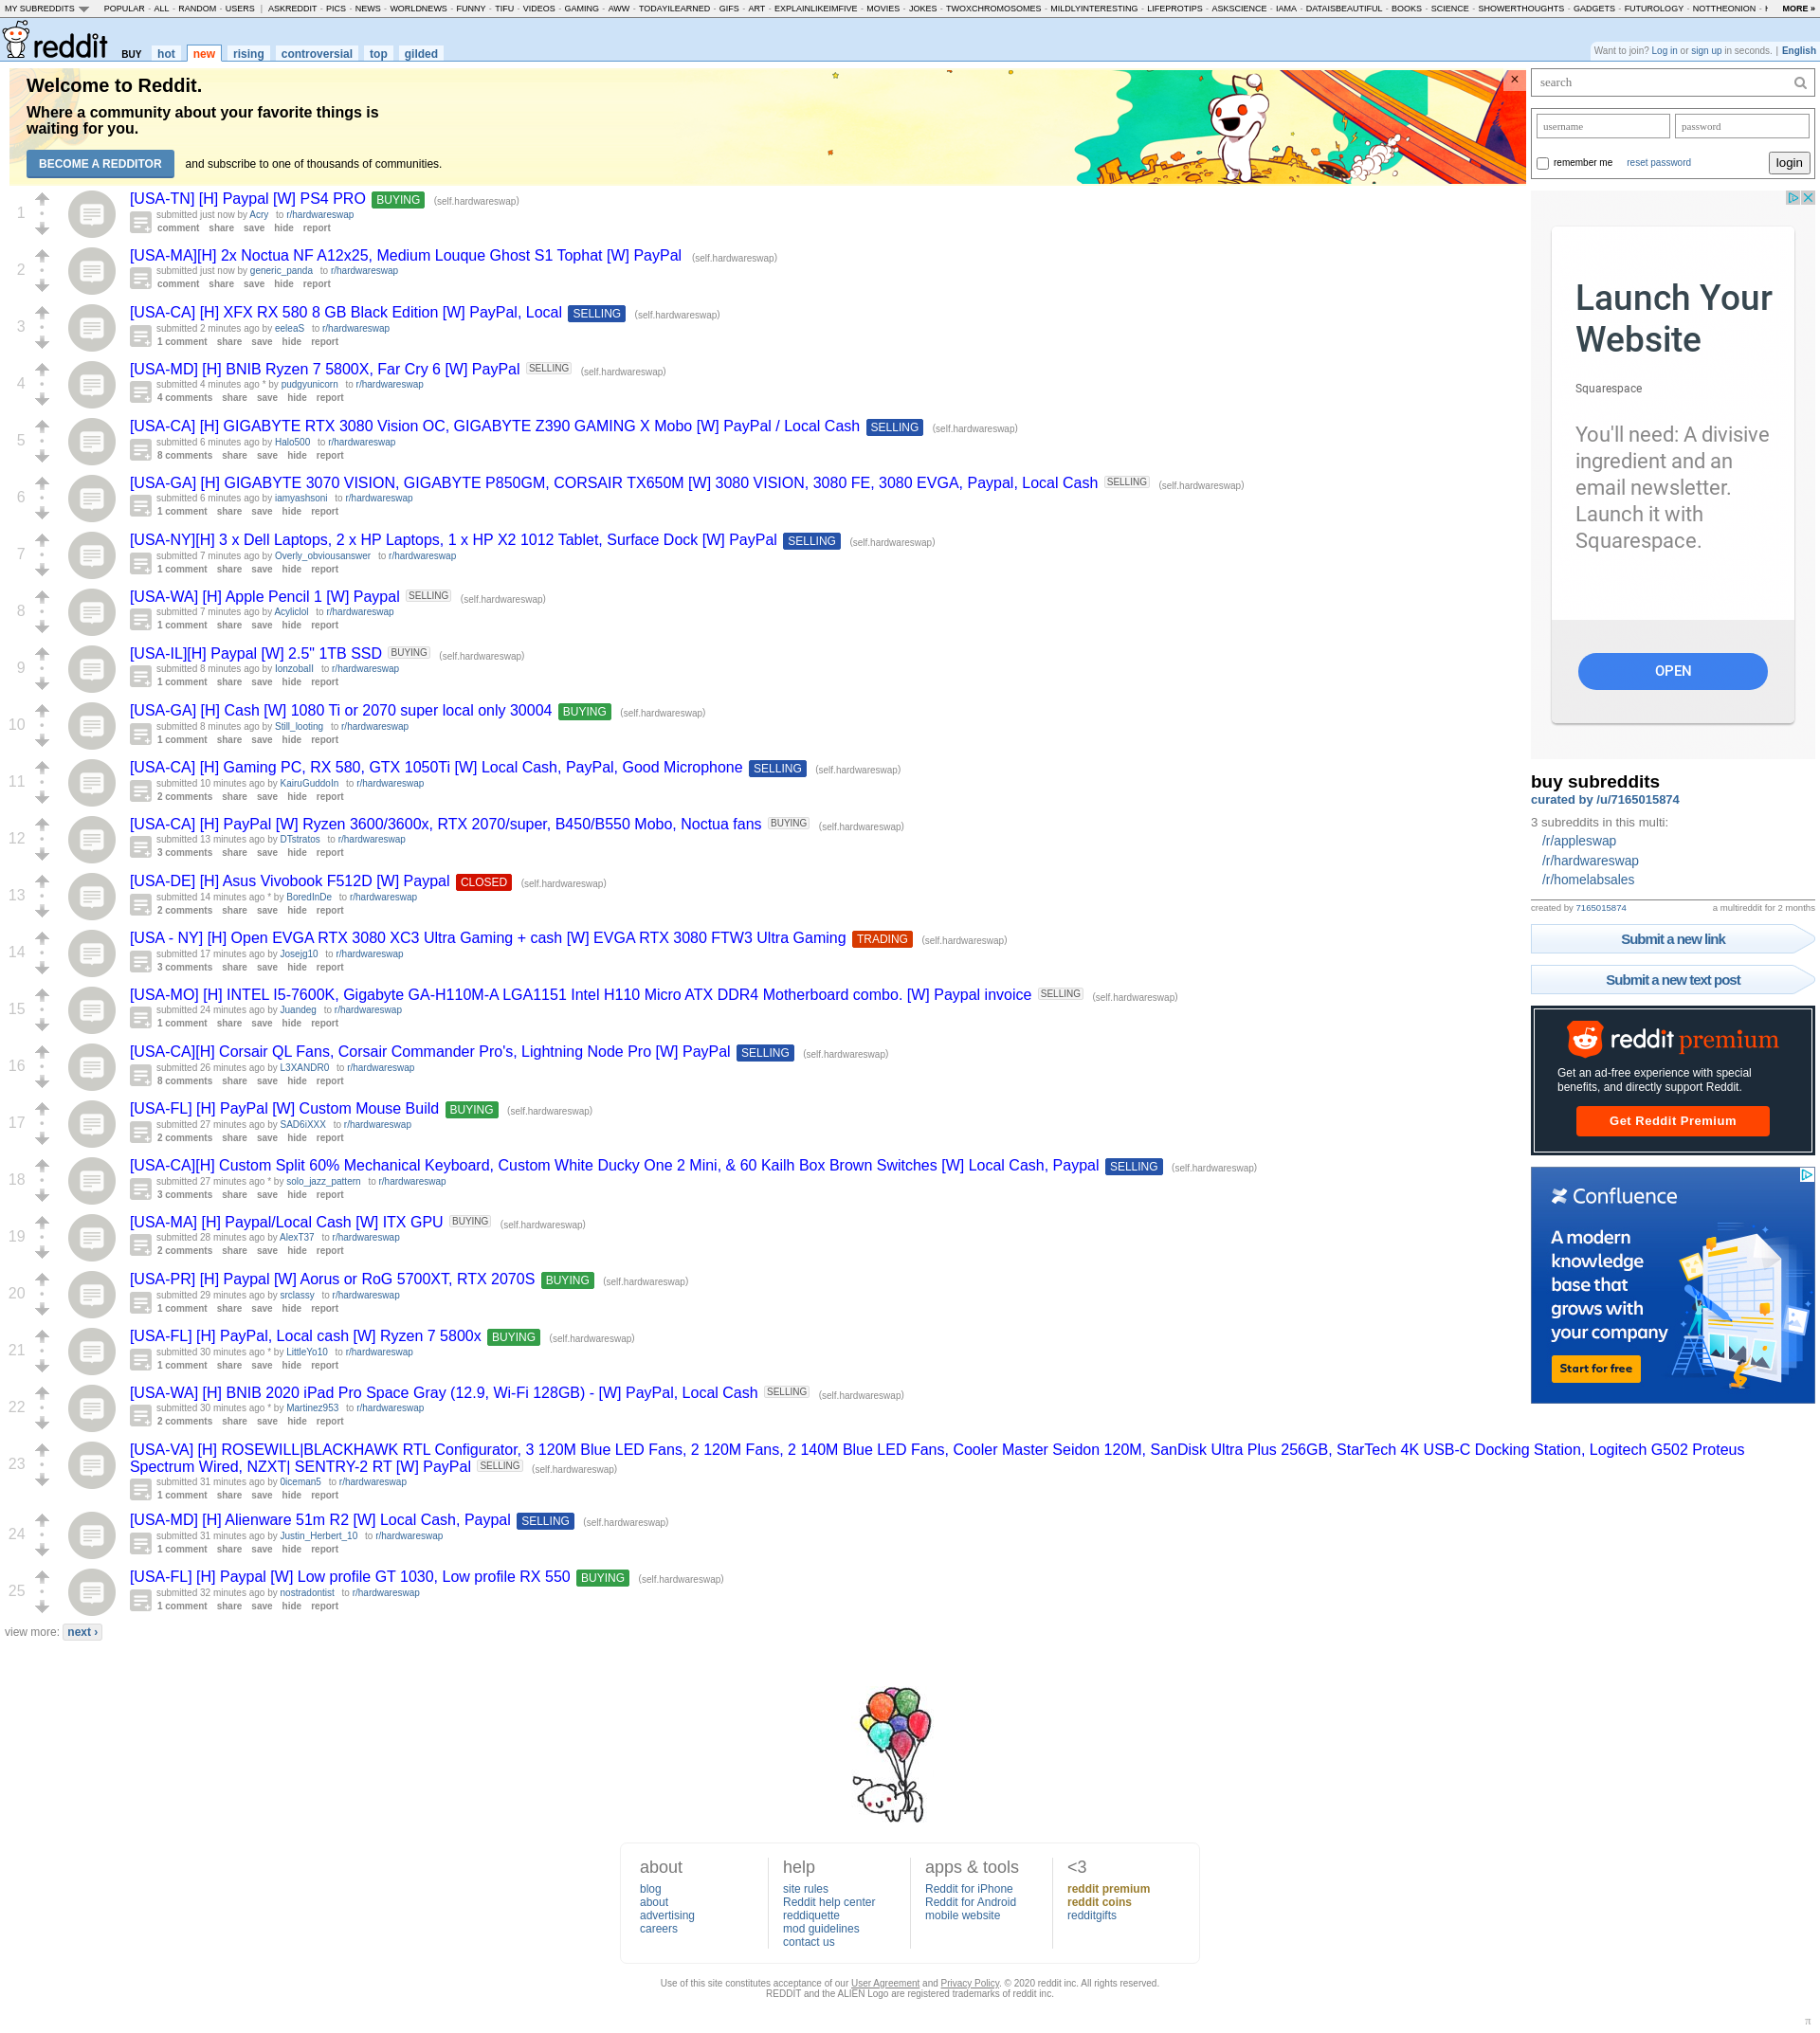 MY SUBREDDITS POPULAR - ALL - RANDOM - USERS | ASKREDDIT - PICS - NEWS - WORLDNEWS - FUNNY - TIFU - VIDEOS - GAMING - AWW - TODAYILEARNED - GIFS - ART - EXPLAINLIKEIMFIVE - MOVIES - JOKES - TWOXCHROMOSOMES - MILDLYINTERESTING - LIFEPROTIPS - ASKSCIENCE - IAMA - DATAISBEAUTIFUL - BOOKS - SCIENCE - SHOWERTHOUGHTS - GADGETS - FUTUROLOGY - NOTTHEONION - MORE »
reddit BUY hot new rising controversial top gilded
Want to join? Log in or sign up in seconds. | English
Welcome to Reddit.
Where a community about your favorite things is
waiting for you.
BECOME A REDDITOR and subscribe to one of thousands of communities.
×
1
[USA-TN] [H] Paypal [W] PS4 PRO BUYING (self.hardwareswap)
submitted just now by Acry to r/hardwareswap
comment share save hide report
2
[USA-MA][H] 2x Noctua NF A12x25, Medium Louque Ghost S1 Tophat [W] PayPal (self.hardwareswap)
submitted just now by generic_panda to r/hardwareswap
comment share save hide report
3
[USA-CA] [H] XFX RX 580 8 GB Black Edition [W] PayPal, Local SELLING (self.hardwareswap)
submitted 2 minutes ago by eeleaS to r/hardwareswap
1 comment share save hide report
4
[USA-MD] [H] BNIB Ryzen 7 5800X, Far Cry 6 [W] PayPal SELLING (self.hardwareswap)
submitted 4 minutes ago * by pudgyunicorn to r/hardwareswap
4 comments share save hide report
5
[USA-CA] [H] GIGABYTE RTX 3080 Vision OC, GIGABYTE Z390 GAMING X Mobo [W] PayPal / Local Cash SELLING (self.hardwareswap)
submitted 6 minutes ago by Halo500 to r/hardwareswap
8 comments share save hide report
6
[USA-GA] [H] GIGABYTE 3070 VISION, GIGABYTE P850GM, CORSAIR TX650M [W] 3080 VISION, 3080 FE, 3080 EVGA, Paypal, Local Cash SELLING (self.hardwareswap)
submitted 6 minutes ago by iamyashsoni to r/hardwareswap
1 comment share save hide report
7
[USA-NY][H] 3 x Dell Laptops, 2 x HP Laptops, 1 x HP X2 1012 Tablet, Surface Dock [W] PayPal SELLING (self.hardwareswap)
submitted 7 minutes ago by Overly_obviousanswer to r/hardwareswap
1 comment share save hide report
8
[USA-WA] [H] Apple Pencil 1 [W] Paypal SELLING (self.hardwareswap)
submitted 7 minutes ago by Acyliclol to r/hardwareswap
1 comment share save hide report
9
[USA-IL][H] Paypal [W] 2.5" 1TB SSD BUYING (self.hardwareswap)
submitted 8 minutes ago by lonzoball to r/hardwareswap
1 comment share save hide report
10
[USA-GA] [H] Cash [W] 1080 Ti or 2070 super local only 30004 BUYING (self.hardwareswap)
submitted 8 minutes ago by Still_looting to r/hardwareswap
1 comment share save hide report
11
[USA-CA] [H] Gaming PC, RX 580, GTX 1050Ti [W] Local Cash, PayPal, Good Microphone SELLING (self.hardwareswap)
submitted 10 minutes ago by KairuGuddoIn to r/hardwareswap
2 comments share save hide report
12
[USA-CA] [H] PayPal [W] Ryzen 3600/3600x, RTX 2070/super, B450/B550 Mobo, Noctua fans BUYING (self.hardwareswap)
submitted 13 minutes ago by DTstratos to r/hardwareswap
3 comments share save hide report
13
[USA-DE] [H] Asus Vivobook F512D [W] Paypal CLOSED (self.hardwareswap)
submitted 14 minutes ago * by BoredInDe to r/hardwareswap
2 comments share save hide report
14
[USA - NY] [H] Open EVGA RTX 3080 XC3 Ultra Gaming + cash [W] EVGA RTX 3080 FTW3 Ultra Gaming TRADING (self.hardwareswap)
submitted 17 minutes ago by Josejg10 to r/hardwareswap
3 comments share save hide report
15
[USA-MO] [H] INTEL I5-7600K, Gigabyte GA-H110M-A LGA1151 Intel H110 Micro ATX DDR4 Motherboard combo. [W] Paypal invoice SELLING (self.hardwareswap)
submitted 24 minutes ago by Juandeg to r/hardwareswap
1 comment share save hide report
16
[USA-CA][H] Corsair QL Fans, Corsair Commander Pro's, Lightning Node Pro [W] PayPal SELLING (self.hardwareswap)
submitted 26 minutes ago by L3XANDR0 to r/hardwareswap
8 comments share save hide report
17
[USA-FL] [H] PayPal [W] Custom Mouse Build BUYING (self.hardwareswap)
submitted 27 minutes ago by SAD6iXXX to r/hardwareswap
2 comments share save hide report
18
[USA-CA][H] Custom Split 60% Mechanical Keyboard, Custom White Ducky One 2 Mini, & 60 Kailh Box Brown Switches [W] Local Cash, Paypal SELLING (self.hardwareswap)
submitted 27 minutes ago * by solo_jazz_pattern to r/hardwareswap
3 comments share save hide report
19
[USA-MA] [H] Paypal/Local Cash [W] ITX GPU BUYING (self.hardwareswap)
submitted 28 minutes ago by AlexT37 to r/hardwareswap
2 comments share save hide report
20
[USA-PR] [H] Paypal [W] Aorus or RoG 5700XT, RTX 2070S BUYING (self.hardwareswap)
submitted 29 minutes ago by srclassy to r/hardwareswap
1 comment share save hide report
21
[USA-FL] [H] PayPal, Local cash [W] Ryzen 7 5800x BUYING (self.hardwareswap)
submitted 30 minutes ago * by LittleYo10 to r/hardwareswap
1 comment share save hide report
22
[USA-WA] [H] BNIB 2020 iPad Pro Space Gray (12.9, Wi-Fi 128GB) - [W] PayPal, Local Cash SELLING (self.hardwareswap)
submitted 30 minutes ago * by Martinez953 to r/hardwareswap
2 comments share save hide report
23
[USA-VA] [H] ROSEWILL|BLACKHAWK RTL Configurator, 3 120M Blue LED Fans, 2 120M Fans, 2 140M Blue LED Fans, Cooler Master Seidon 120M, SanDisk Ultra Plus 256GB, StarTech 4K USB-C Docking Station, Logitech G502 Proteus
Spectrum Wired, NZXT| SENTRY-2 RT [W] PayPal SELLING (self.hardwareswap)
submitted 31 minutes ago by 0iceman5 to r/hardwareswap
1 comment share save hide report
24
[USA-MD] [H] Alienware 51m R2 [W] Local Cash, Paypal SELLING (self.hardwareswap)
submitted 31 minutes ago by Justin_Herbert_10 to r/hardwareswap
1 comment share save hide report
25
[USA-FL] [H] Paypal [W] Low profile GT 1030, Low profile RX 550 BUYING (self.hardwareswap)
submitted 32 minutes ago by nostradontist to r/hardwareswap
1 comment share save hide report
view more: next ›
search
username password
remember me reset password login
Launch Your
Website
Squarespace
You'll need: A divisive
ingredient and an
email newsletter.
Launch it with
Squarespace.
OPEN
buy subreddits
curated by /u/7165015874
3 subreddits in this multi:
/r/appleswap
/r/hardwareswap
/r/homelabsales
created by 7165015874 a multireddit for 2 months
Submit a new link
Submit a new text post
reddit premium
Get an ad-free experience with special
benefits, and directly support Reddit.
Get Reddit Premium
Confluence
A modern
knowledge
base that
grows with
your company
Start for free
about
blog
about
advertising
careers
help
site rules
Reddit help center
reddiquette
mod guidelines
contact us
apps & tools
Reddit for iPhone
Reddit for Android
mobile website
<3
reddit premium
reddit coins
redditgifts
Use of this site constitutes acceptance of our User Agreement and Privacy Policy. © 2020 reddit inc. All rights reserved.
REDDIT and the ALIEN Logo are registered trademarks of reddit inc.
π